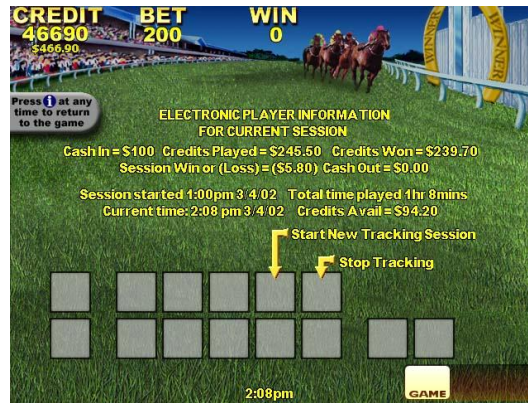 CREDIT BET WIN
46690 200 0
$466.90
WINNER WINNER
Press i at any
time to return
to the game
ELECTRONIC PLAYER INFORMATION
FOR CURRENT SESSION
Cash In = $100 Credits Played = $245.50 Credits Won = $239.70
Session Win or (Loss) = ($5.80) Cash Out = $0.00
Session started 1:00pm 3/4/02 Total time played 1hr 8mins
Current time: 2:08 pm 3/4/02 Credits Avail = $94.20
Start New Tracking Session
Stop Tracking
2:08pm
GAME